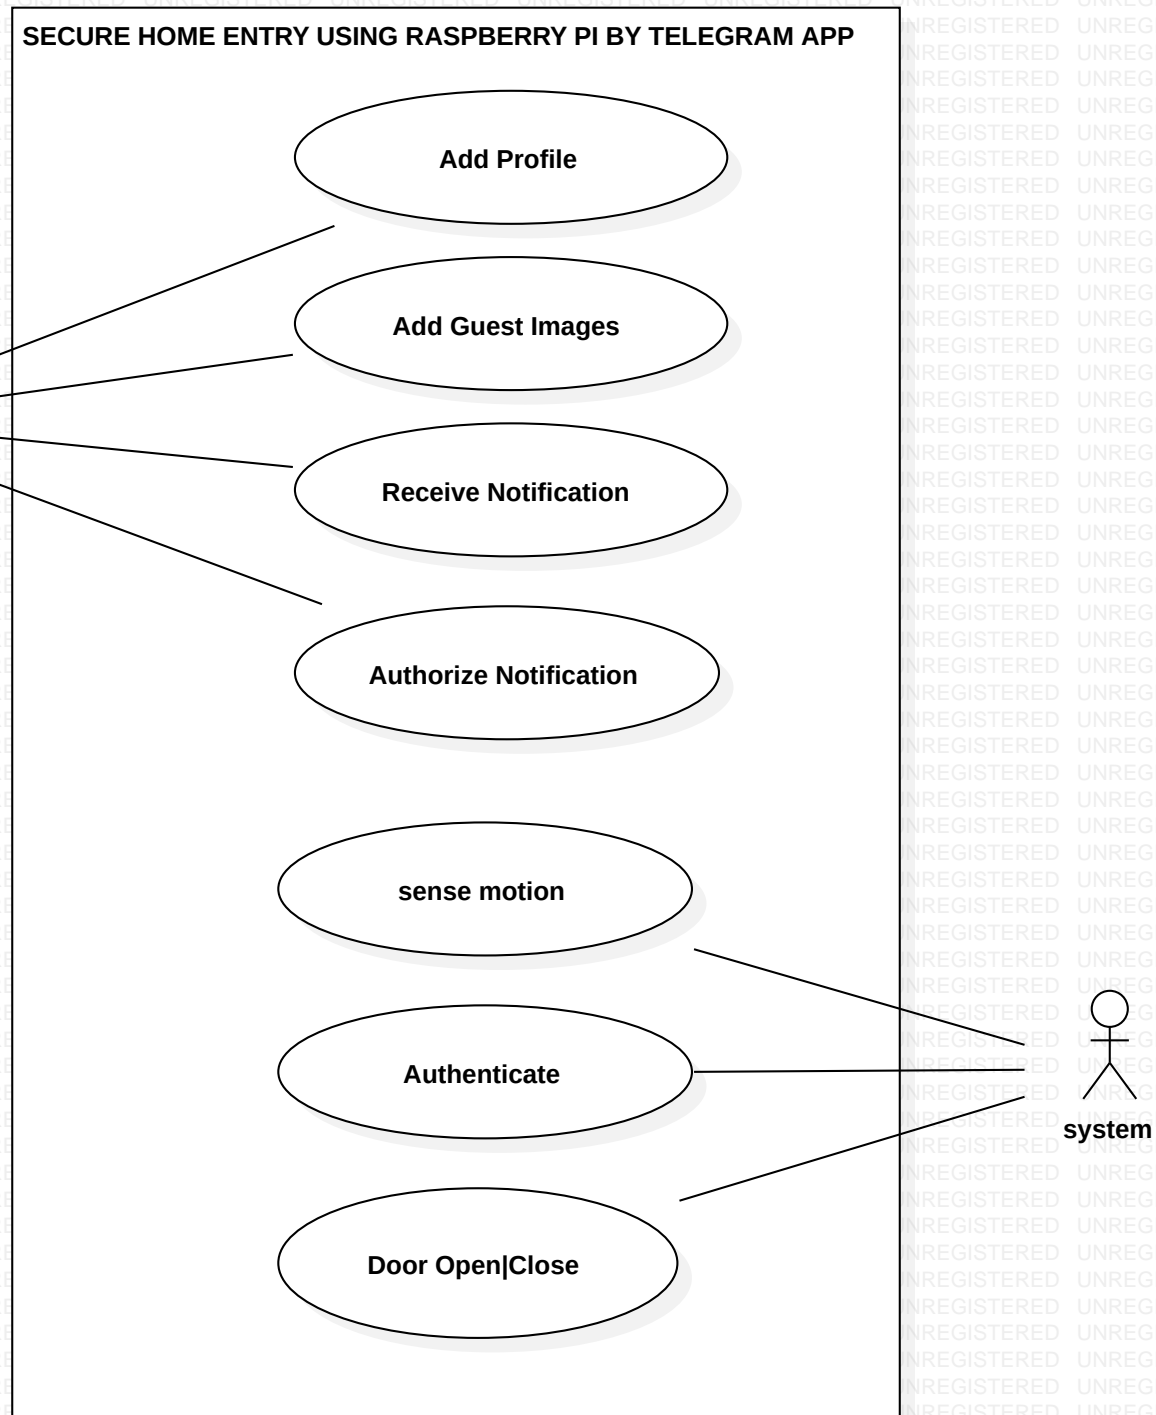 SECURE HOME ENTRY USING RASPBERRY PI BY TELEGRAM APP
Add Profile
Add Guest Images
Receive Notification
Authorize Notification
sense motion
Authenticate
system
Door Open|Close
UNREGISTERED